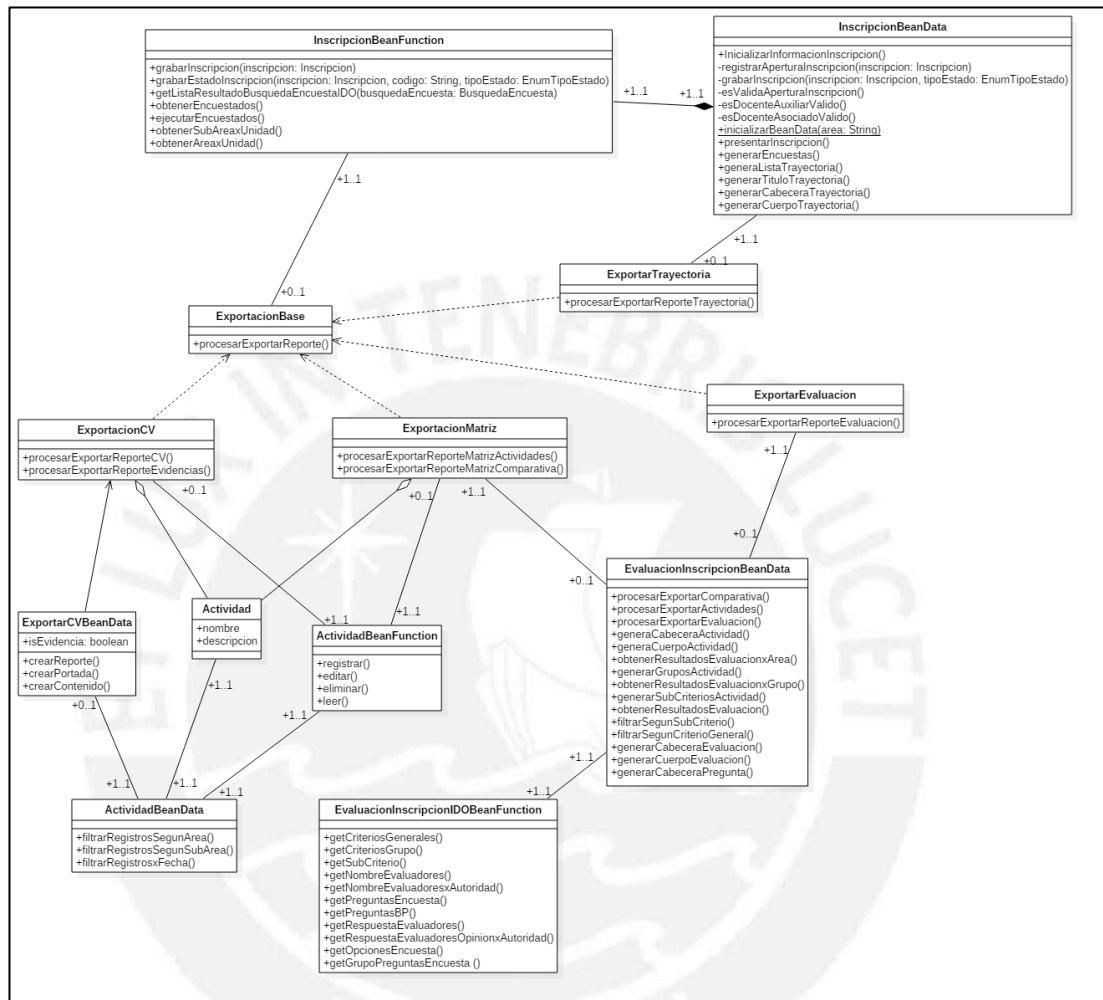 InscripcionBeanFunction
+grabarInscripcion(inscripcion: Inscripcion)
+grabarEstadoInscripcion(inscripcion: Inscripcion, codigo: String, tipoEstado: EnumTipoEstado)
+getListaResultadoBusquedaEncuestaIDO(busquedaEncuesta: BusquedaEncuesta)
+obtenerEncuestados()
+ejecutarEncuestados()
+obtenerSubAreaxUnidad()
+obtenerAreaxUnidad()
InscripcionBeanData
+InicializarInformacionInscripcion()
-registrarAperturaInscripcion(inscripcion: Inscripcion)
-grabarInscripcion(inscripcion: Inscripcion, tipoEstado: EnumTipoEstado)
-esValidaAperturaInscripcion()
-esDocenteAuxiliarValido()
-esDocenteAsociadoValido()
+inicializarBeanData(area: String)
+presentarInscripcion()
+generarEncuestas()
+generaListaTrayectoria()
+generarTituloTrayectoria()
+generarCabeceraTrayectoria()
+generarCuerpoTrayectoria()
+1..1
+1..1
+1..1
+1..1
+0..1
+0..1
ExportarTrayectoria
+procesarExportarReporteTrayectoria()
ExportacionBase
+procesarExportarReporte()
ExportarEvaluacion
+procesarExportarReporteEvaluacion()
ExportacionCV
+procesarExportarReporteCV()
+procesarExportarReporteEvidencias()
ExportacionMatriz
+procesarExportarReporteMatrizActividades()
+procesarExportarReporteMatrizComparativa()
+1..1
+0..1
+0..1
+1..1
+0..1
+0..1
EvaluacionInscripcionBeanData
+procesarExportarComparativa()
+procesarExportarActividades()
+procesarExportarEvaluacion()
+generaCabeceraActividad()
+generaCuerpoActividad()
+obtenerResultadosEvaluacionxArea()
+generarGruposActividad()
+obtenerResultadosEvaluacionxGrupo()
+generarSubCriteriosActividad()
+obtenerResultadosEvaluacion()
+filtrarSegunSubCriterio()
+filtrarSegunCriterioGeneral()
+generarCabeceraEvaluacion()
+generarCuerpoEvaluacion()
+generarCabeceraPregunta()
ExportarCVBeanData
+isEvidencia: boolean
+crearReporte()
+crearPortada()
+crearContenido()
Actividad
+nombre
+descripcion
+1..1
+1..1
ActividadBeanFunction
+registrar()
+editar()
+eliminar()
+leer()
+1..1
+0..1
+1..1
+1..1
+1..1
+1..1
+1..1
+1..1
ActividadBeanData
+filtrarRegistrosSegunArea()
+filtrarRegistrosSegunSubArea()
+filtrarRegistrosxFecha()
EvaluacionInscripcionIDOBeanFunction
+getCriteriosGenerales()
+getCriteriosGrupo()
+getSubCriterio()
+getNombreEvaluadores()
+getNombreEvaluadoresxAutoridad()
+getPreguntasEncuesta()
+getPreguntasBP()
+getRespuestaEvaluadores()
+getRespuestaEvaluadoresOpinionxAutoridad()
+getOpcionesEncuesta()
+getGrupoPreguntasEncuesta ()
ET LUX IN TENEBRIS LUCET